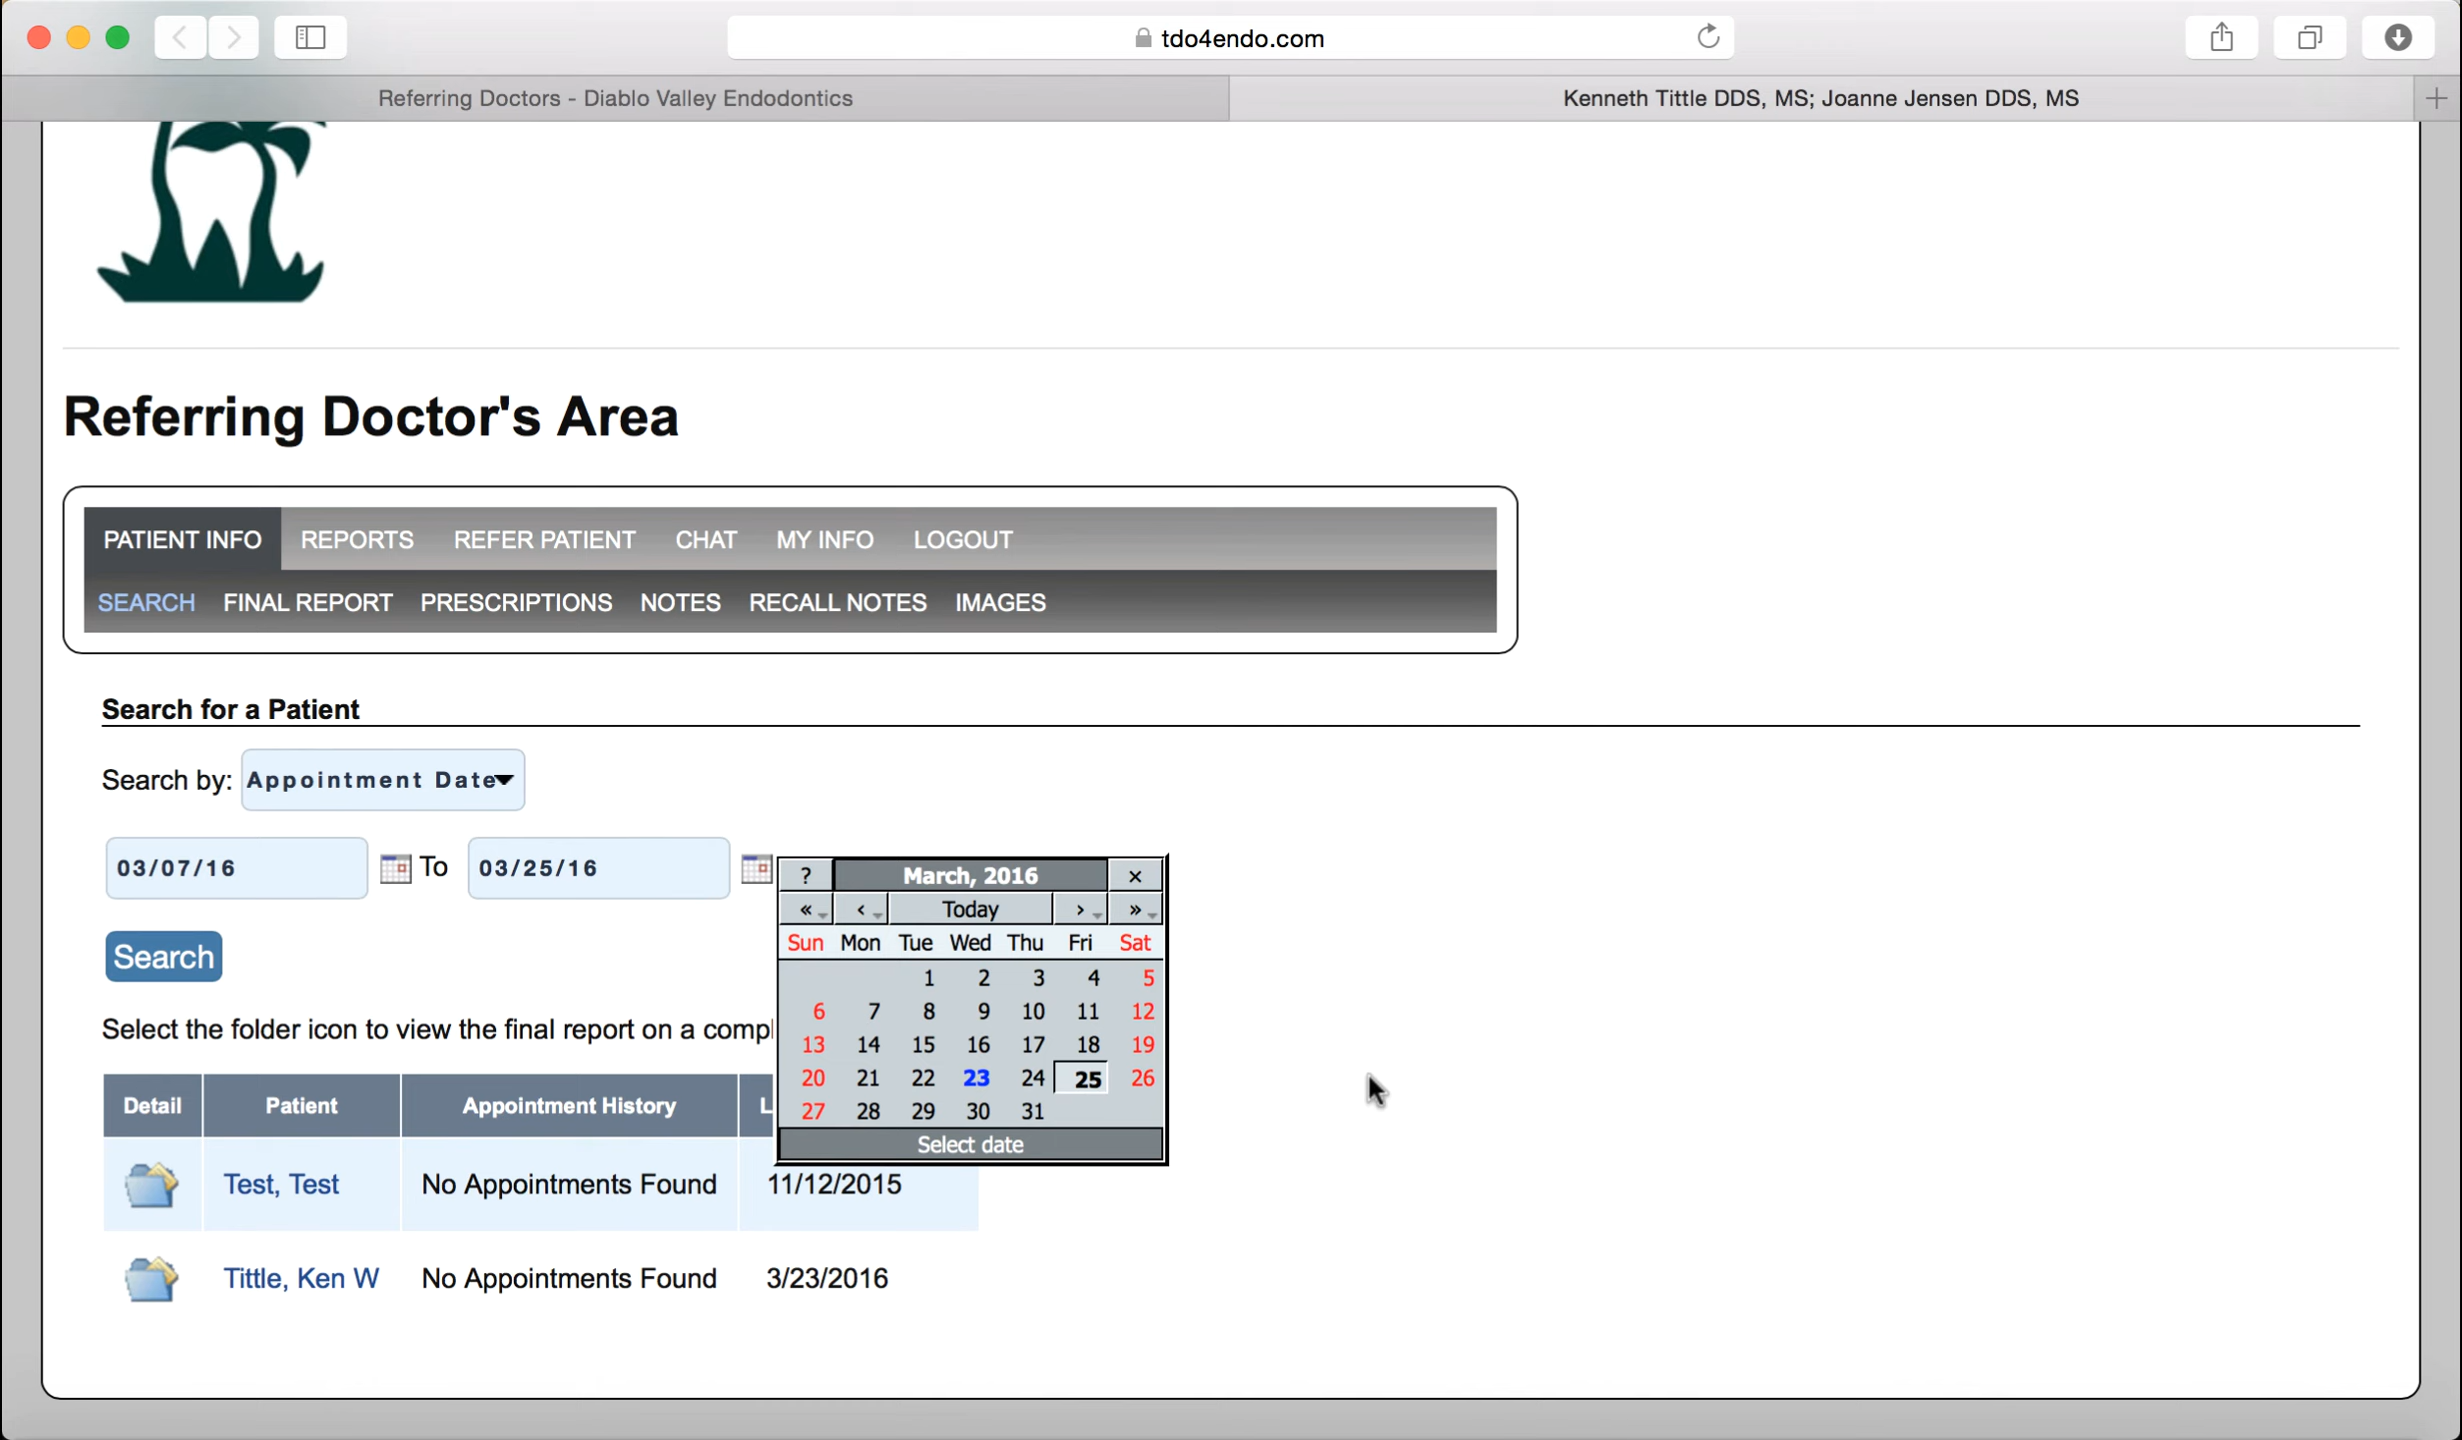 tdo4endo.com
Referring Doctors - Diablo Valley Endodontics
Kenneth Tittle DDS, MS; Joanne Jensen DDS, MS
Referring Doctor's Area
PATIENT INFO REPORTS REFER PATIENT CHAT MY INFO LOGOUT
SEARCH FINAL REPORT PRESCRIPTIONS NOTES RECALL NOTES IMAGES
Search for a Patient
Search by: Appointment Date
03/07/16 To 03/25/16
Search
Select the folder icon to view the final report on a compl
? March, 2016 ×
« ‹ Today › »
Sun Mon Tue Wed Thu Fri Sat
1 2 3 4 5
6 7 8 9 10 11 12
13 14 15 16 17 18 19
20 21 22 23 24 25 26
27 28 29 30 31
Select date
Detail Patient Appointment History L
Test, Test No Appointments Found 11/12/2015
Tittle, Ken W No Appointments Found 3/23/2016